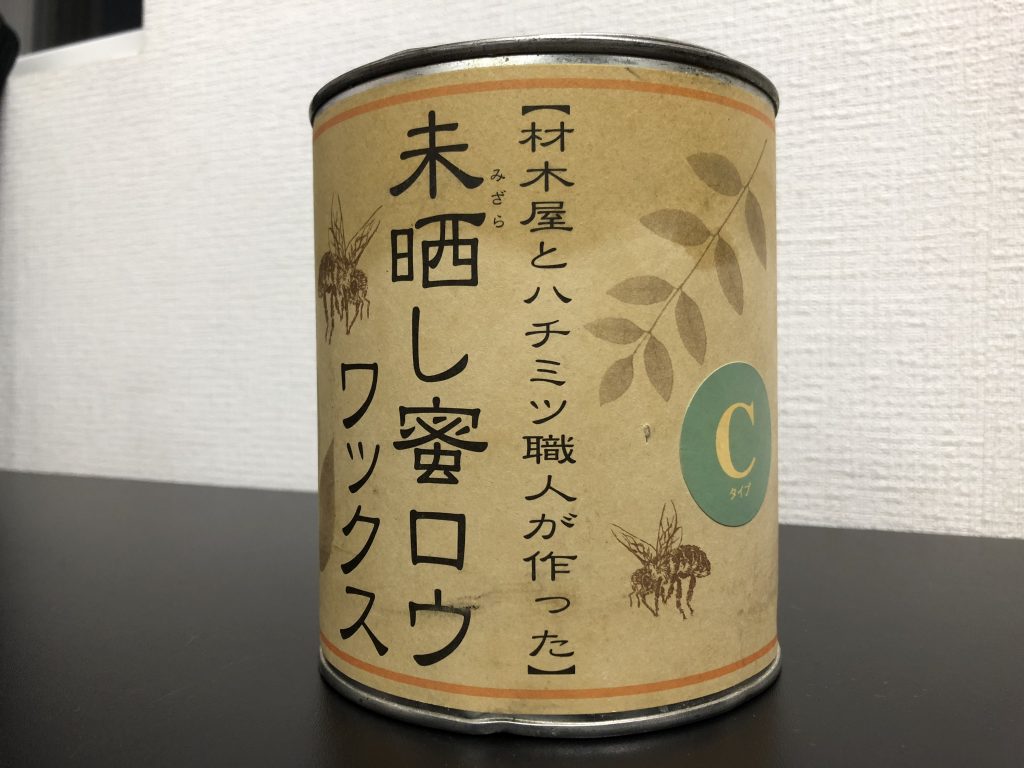 【材木屋とハチミツ職人が作った】
未晒し蜜ロウ
みざら
ワックス
C
タイプ